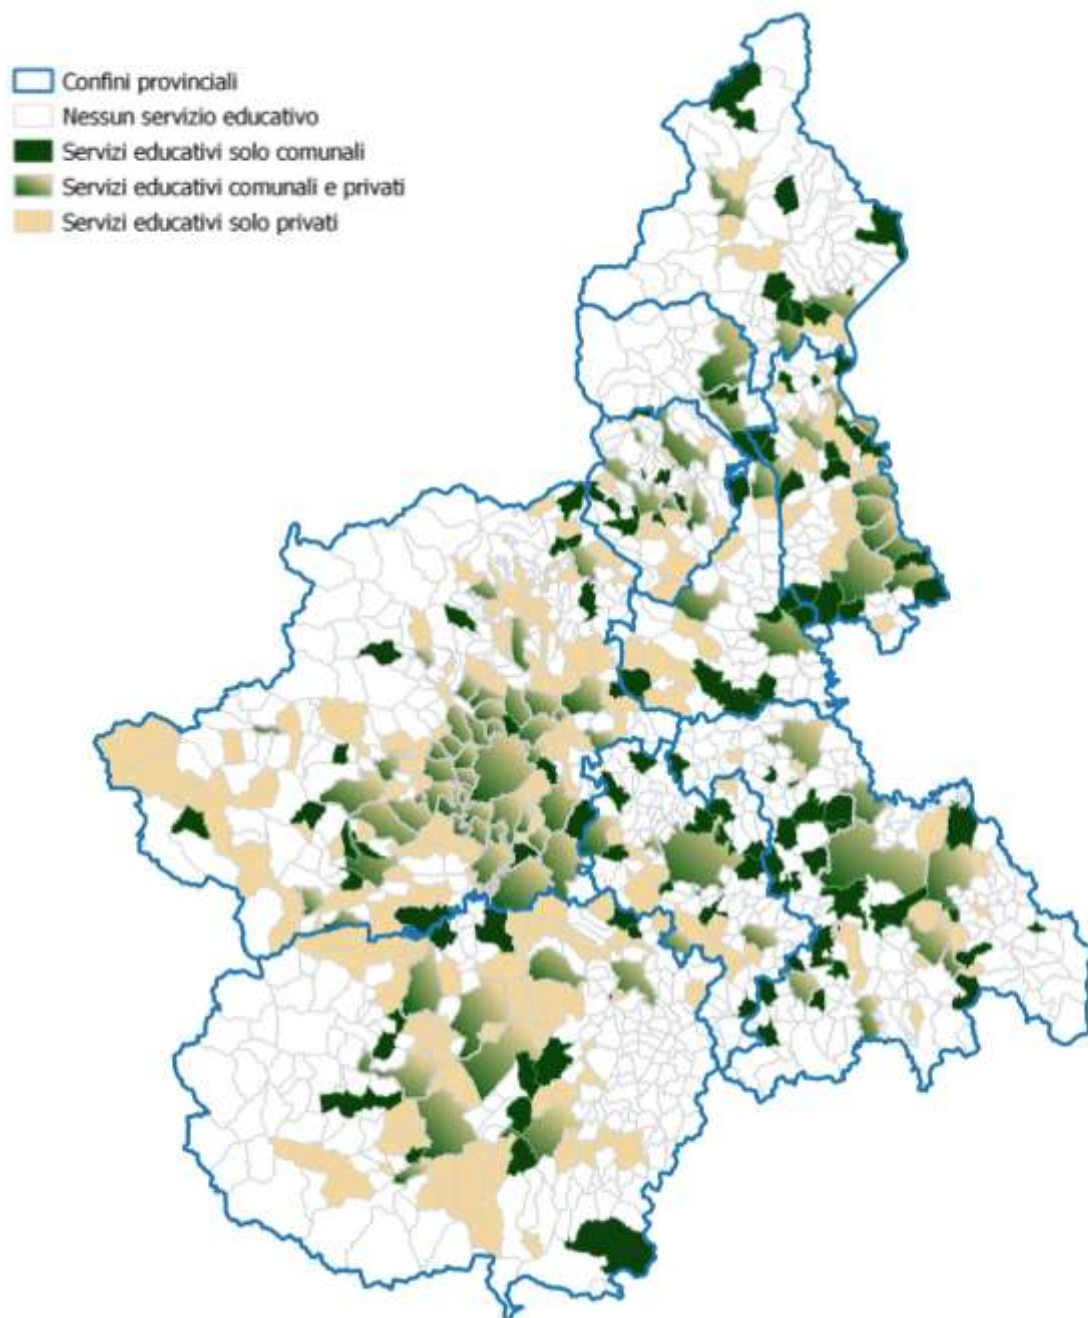 Confini provinciali
Nessun servizio educativo
Servizi educativi solo comunali
Servizi educativi comunali e privati
Servizi educativi solo privati